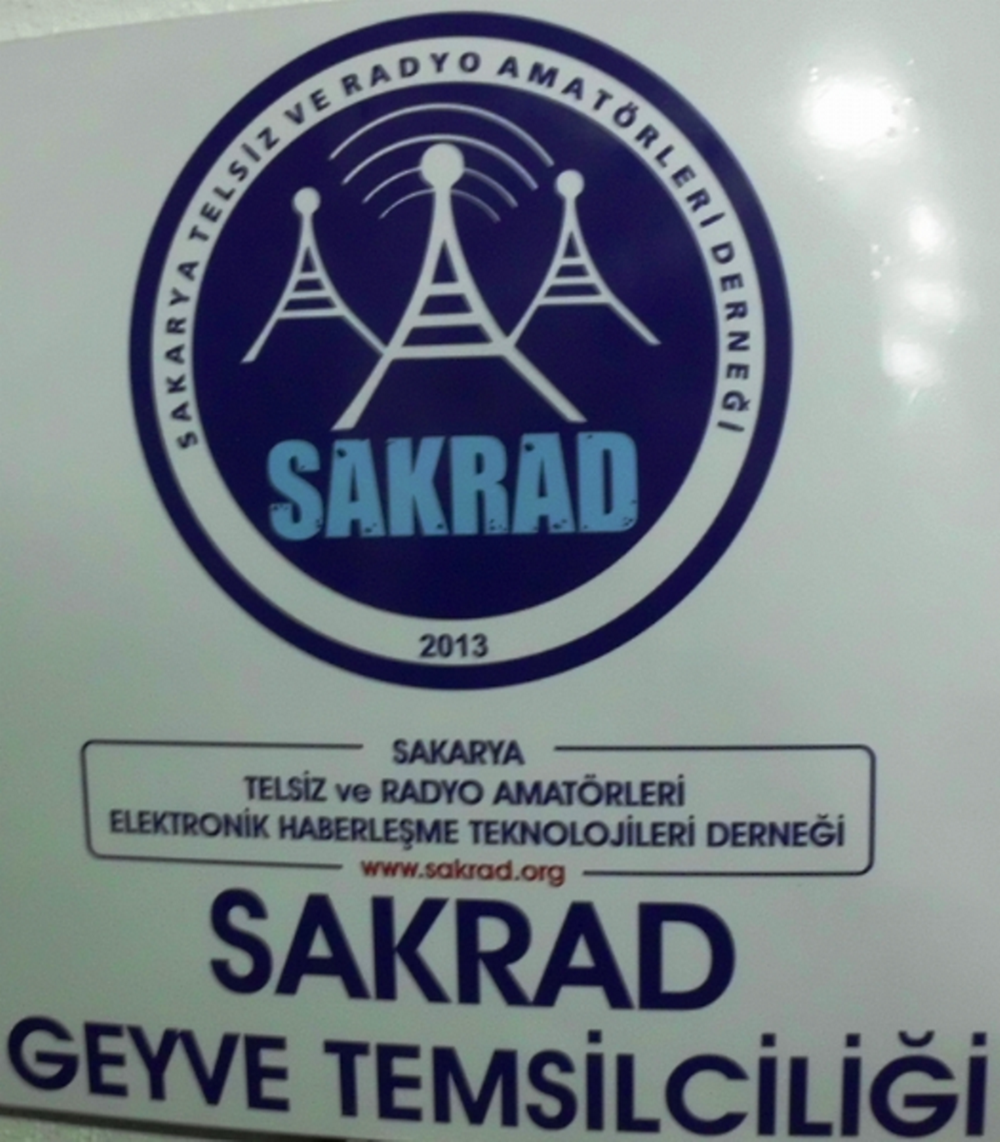 SAKARYA TELSİZ VE RADYO AMATÖRLERİ DERNEĞİ
SAKRAD
2013
SAKARYA
TELSİZ ve RADYO AMATÖRLERİ
ELEKTRONİK HABERLEŞME TEKNOLOJİLERİ DERNEĞİ
www.sakrad.org
SAKRAD
GEYVE TEMSİLCİLİĞİ